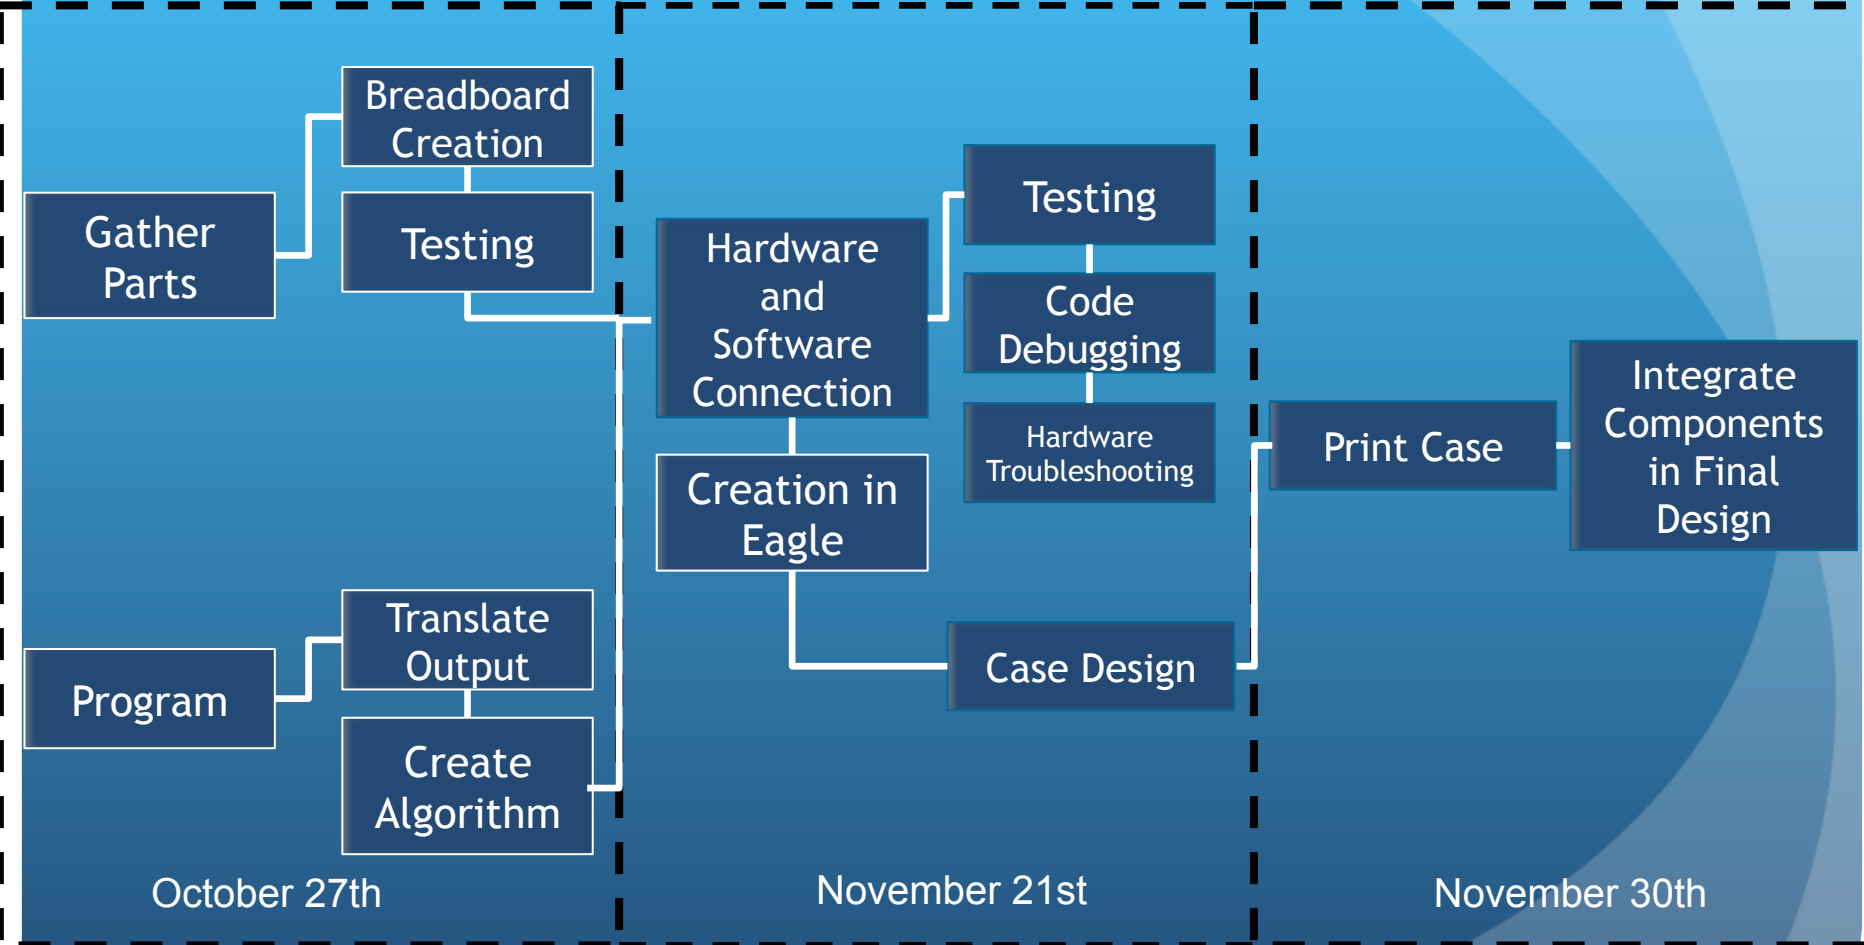 Breadboard
Creation
Gather
Parts
Testing
Translate
Output
Program
Create
Algorithm
October 27th
Hardware
and
Software
Connection
Testing
Code
Debugging
Hardware
Troubleshooting
Creation in
Eagle
Case Design
November 21st
Print Case
Integrate
Components
in Final
Design
November 30th